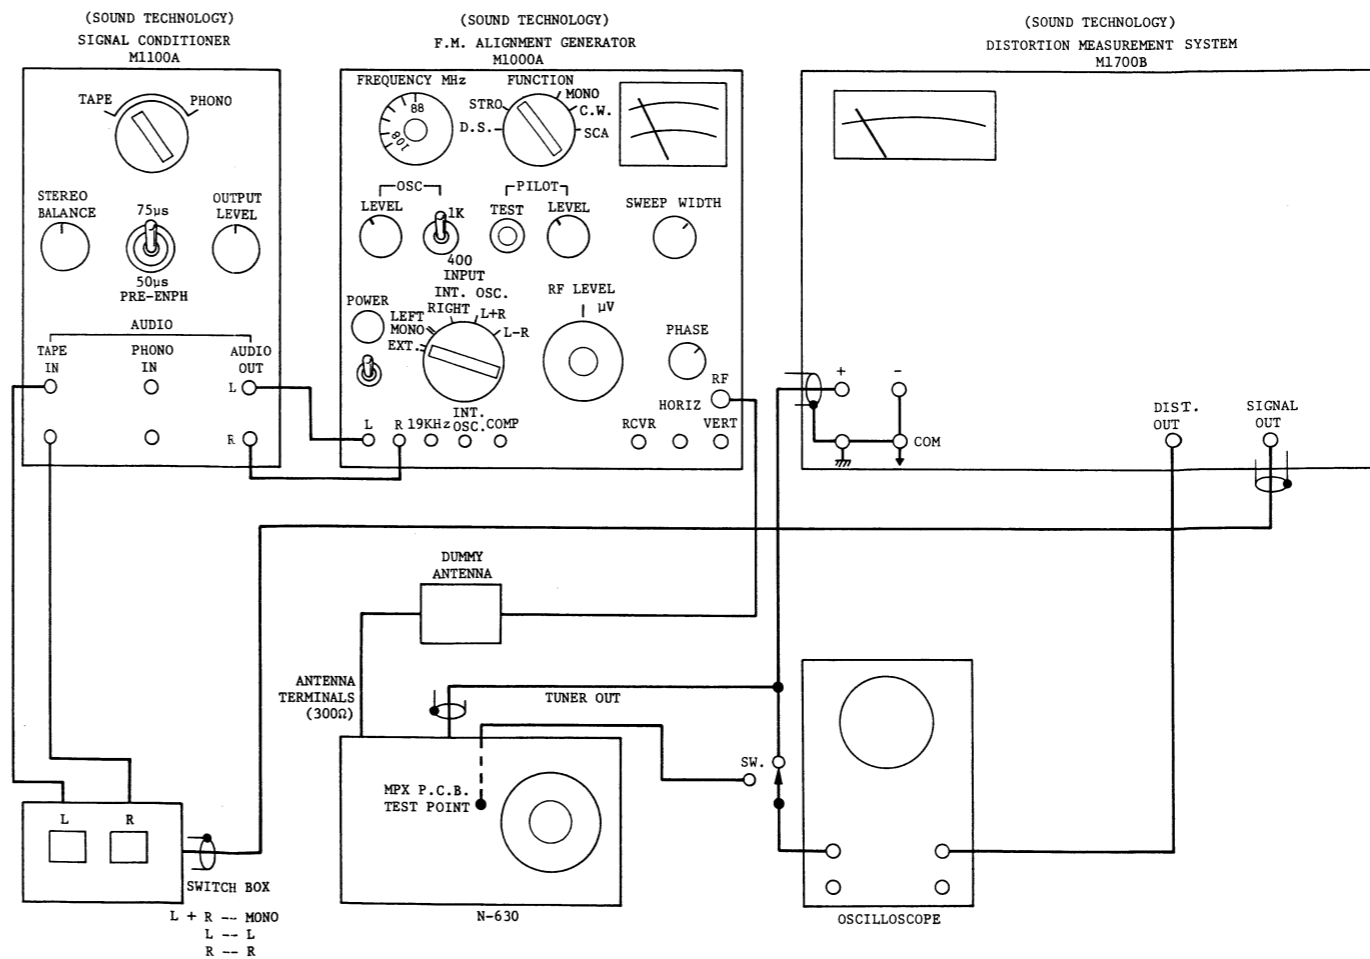 (SOUND TECHNOLOGY)
SIGNAL CONDITIONER
M1100A
TAPE
PHONO
STEREO
BALANCE
75μs
OUTPUT
LEVEL
50μs
PRE-ENPH
AUDIO
TAPE
IN
PHONO
IN
AUDIO
OUT
L
R
(SOUND TECHNOLOGY)
F.M. ALIGNMENT GENERATOR
M1000A
FREQUENCY MHz
88
108
FUNCTION
MONO
STRO
C.W.
D.S.
SCA
OSC
PILOT
LEVEL
1K
TEST
LEVEL
SWEEP WIDTH
400
INPUT
INT. OSC.
RIGHT
L+R
LEFT
MONO
L-R
EXT.
POWER
RF LEVEL
μV
PHASE
RF
HORIZ
INT.
L
R
19KHz
OSC.
COMP
RCVR
VERT
(SOUND TECHNOLOGY)
DISTORTION MEASUREMENT SYSTEM
M1700B
+
-
COM
DIST.
OUT
SIGNAL
OUT
DUMMY
ANTENNA
ANTENNA
TERMINALS
(300Ω)
TUNER OUT
SW.
MPX P.C.B.
TEST POINT
N-630
OSCILLOSCOPE
L
R
SWITCH BOX
L + R -- MONO
L -- L
R -- R